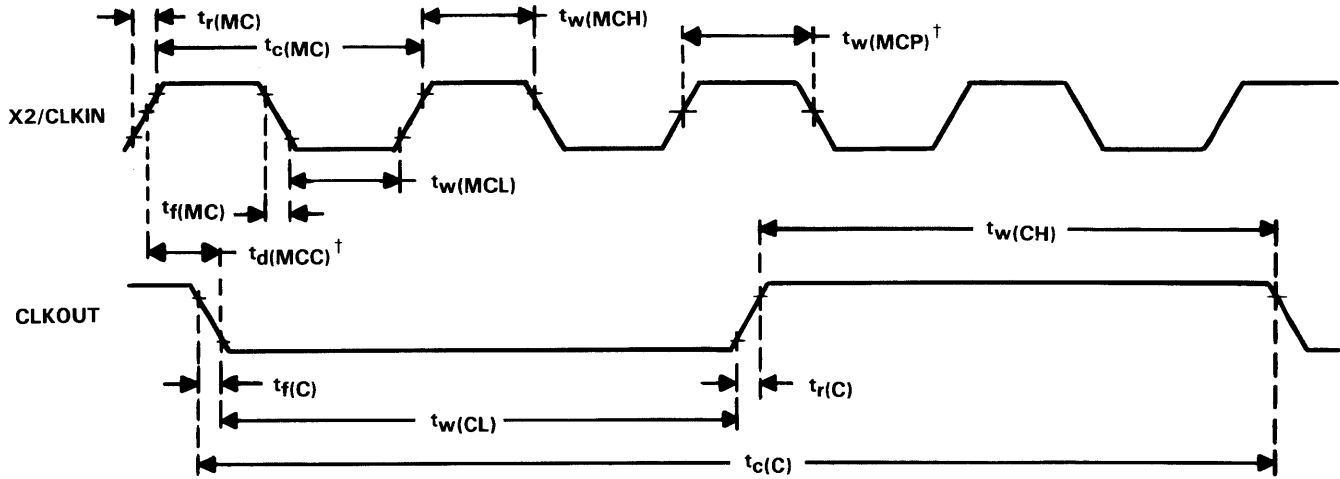 tr(MC)
tc(MC)
tw(MCH)
tw(MCP)†
X2/CLKIN
tw(MCL)
tf(MC)
td(MCC)†
tw(CH)
CLKOUT
tf(C)
tr(C)
tw(CL)
tc(C)